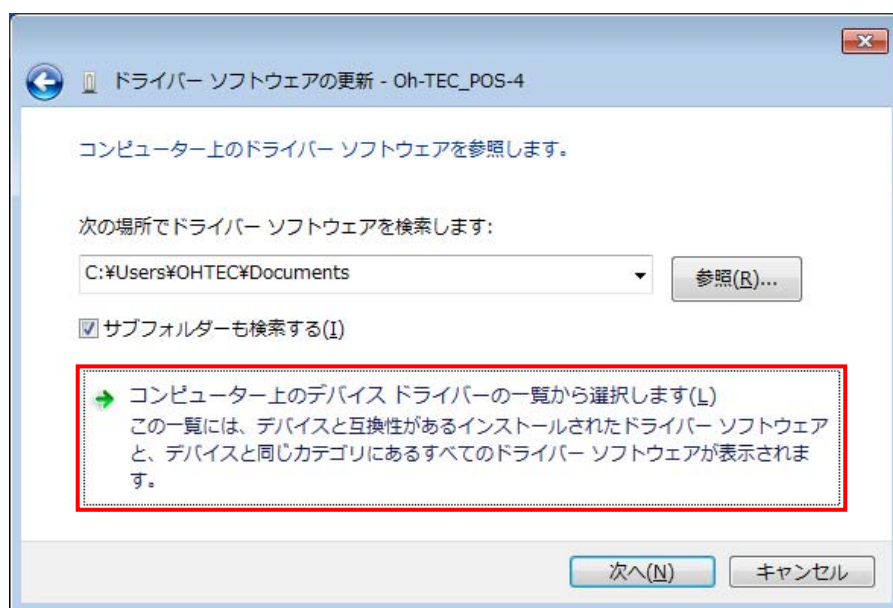 ドライバー ソフトウェアの更新 - Oh-TEC_POS-4
コンピューター上のドライバー ソフトウェアを参照します。
次の場所でドライバー ソフトウェアを検索します:
C:¥Users¥OHTEC¥Documents
参照(R)...
サブフォルダーも検索する(I)
コンピューター上のデバイス ドライバーの一覧から選択します(L)
この一覧には、デバイスと互換性があるインストールされたドライバー ソフトウェア
と、デバイスと同じカテゴリにあるすべてのドライバー ソフトウェアが表示されま
す。
次へ(N)
キャンセル